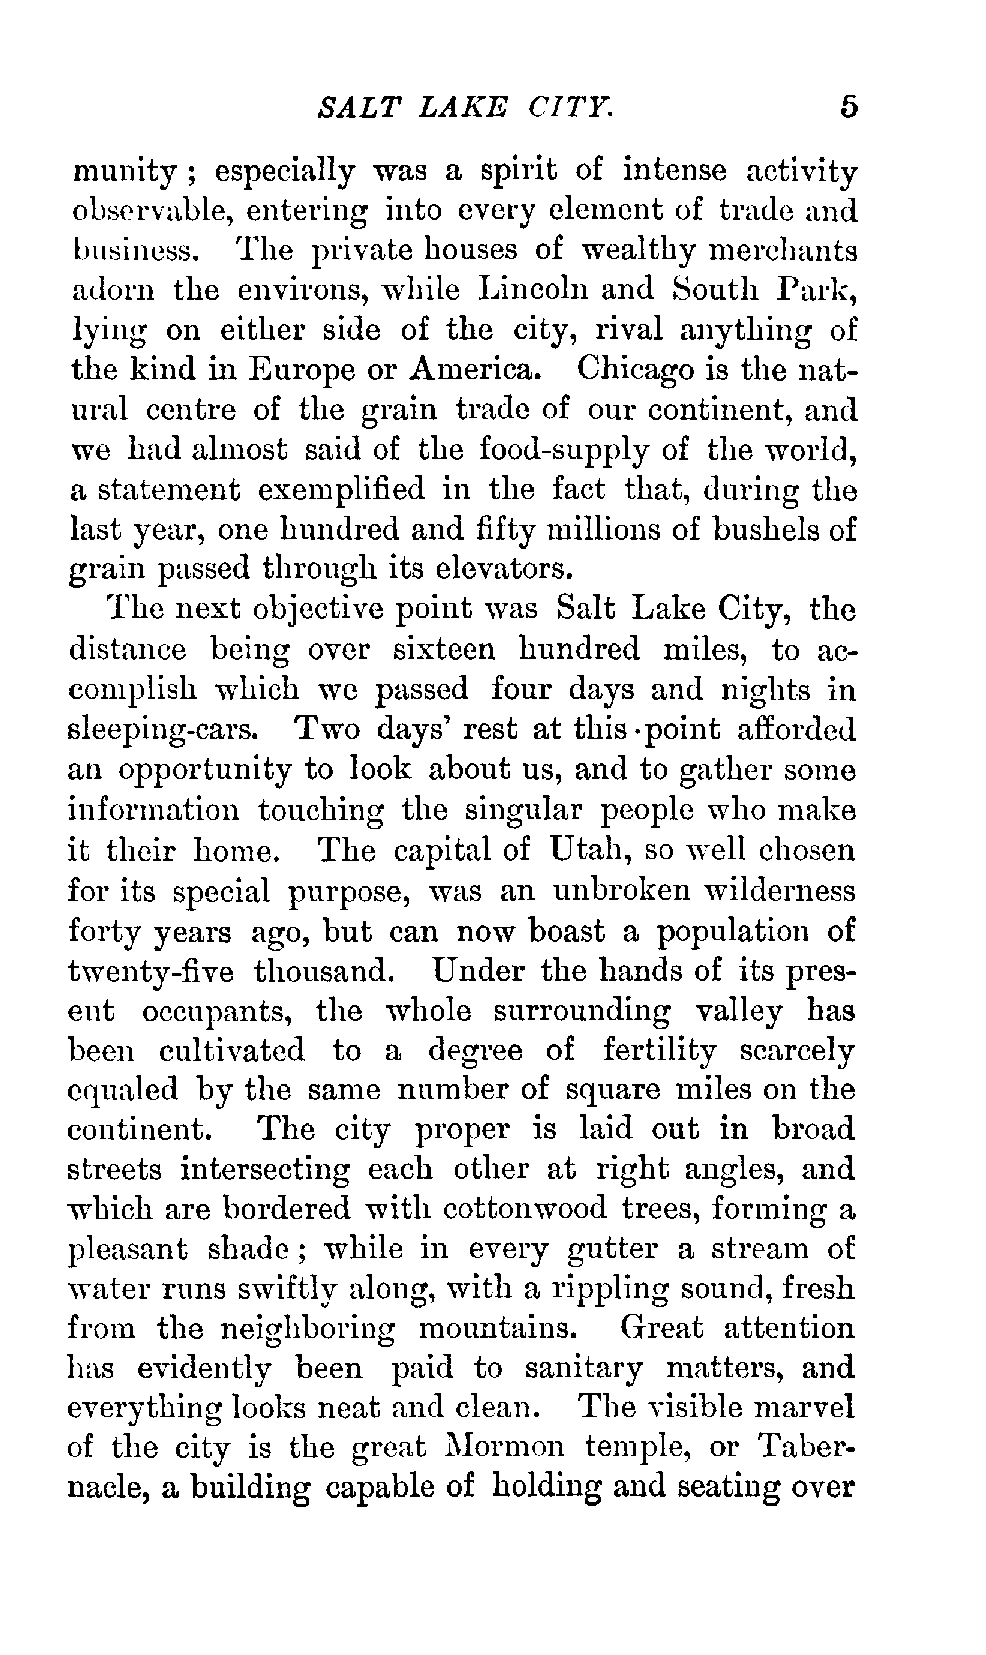 SALT LAKE CITY. 5
munity ; especially was a spirit of intense activity
observable, entering into every element of trade and
business. The private houses of wealthy merchants
adorn the environs, while Lincoln and South Park,
lying on either side of the city, rival anything of
the kind in Europe or America. Chicago is the nat-
ural centre of the grain trade of our continent, and
we had almost said of the food-supply of the world,
a statement exemplified in the fact that, during the
last year, one hundred and fifty millions of bushels of
grain passed through its elevators.
The next objective point was Salt Lake City, the
distance being over sixteen hundred miles, to ac-
complish which we passed four days and nights in
sleeping-cars. Two days' rest at this point afforded
an opportunity to look about us, and to gather some
information touching the singular people who make
it their home. The capital of Utah, so well chosen
for its special purpose, was an unbroken wilderness
forty years ago, but can now boast a population of
twenty-five thousand. Under the hands of its pres-
ent occupants, the whole surrounding valley has
been cultivated to a degree of fertility scarcely
equaled by the same number of square miles on the
continent. The city proper is laid out in broad
streets intersecting each other at right angles, and
which are bordered with cottonwood trees, forming a
pleasant shade ; while in every gutter a stream of
water runs swiftly along, with a rippling sound, fresh
from the neighboring mountains. Great attention
has evidently been paid to sanitary matters, and
everything looks neat and clean. The visible marvel
of the city is the great Mormon temple, or Taber-
nacle, a building capable of holding and seating over